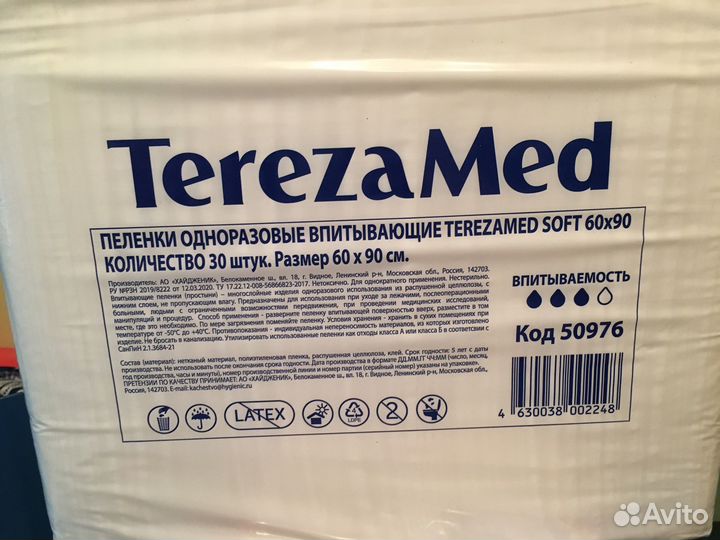 TerezaMed
ПЕЛЕНКИ ОДНОРАЗОВЫЕ ВПИТЫВАЮЩИЕ TEREZAMED SOFT 60x90
КОЛИЧЕСТВО 30 штук. Размер 60 x 90 см.
Производитель: АО «ХАЙДЖЕНИК», Белокаменное ш., вл. 18, г. Видное, Ленинский р-н, Московская обл., Россия, 142703.
РУ №РЗН 2019/8222 от 12.03.2020. ТУ 17.22.12-008-56866823-2017. Нетоксично. Для однократного применения. Нестерильно.
Впитывающие пеленки (простыни) – многослойные изделия одноразового использования из распушенной целлюлозы, с
нижним слоем, не пропускающим влагу. Предназначены для использования при уходе за лежачими, послеоперационными
больными, людьми с ограниченными возможностями передвижения, при проведении медицинских исследований,
манипуляций и процедур. Способ применения - разверните пеленку впитывающей поверхностью вверх, разместите в том
месте, где это необходимо. По мере загрязнения поменяйте пеленку. Условия хранения - хранить в сухих помещениях при
температуре от -50°С до +40°С. Противопоказания - индивидуальная непереносимость материалов, из которых изготовлено
изделие. Не бросать в канализацию. Утилизировать использованные пеленки как отходы класса А или класса Б в соответствии с
СанПиН 2.1.3684-21
Состав (материал): нетканый материал, полиэтиленовая пленка, распушенная целлюлоза, клей. Срок годности: 5 лет с даты
производства. Не использовать после окончания срока годности. Дата производства в формате ДД.ММ.ГГ ЧЧ:ММ (число, месяц,
год производства, часы и минуты), номер производственной линии и номер партии (серийный номер) указаны на упаковке.
ПРЕТЕНЗИИ ПО КАЧЕСТВУ ПРИНИМАЕТ: АО «ХАЙДЖЕНИК», Белокаменное ш., вл. 18, г. Видное, Ленинский р-н, Московская обл.,
Россия, 142703. E-mail: kachestvo@hygienic.ru
ВПИТЫВАЕМОСТЬ
Код 50976
LATEX
LDPE
2
4 630038 002248
Avito